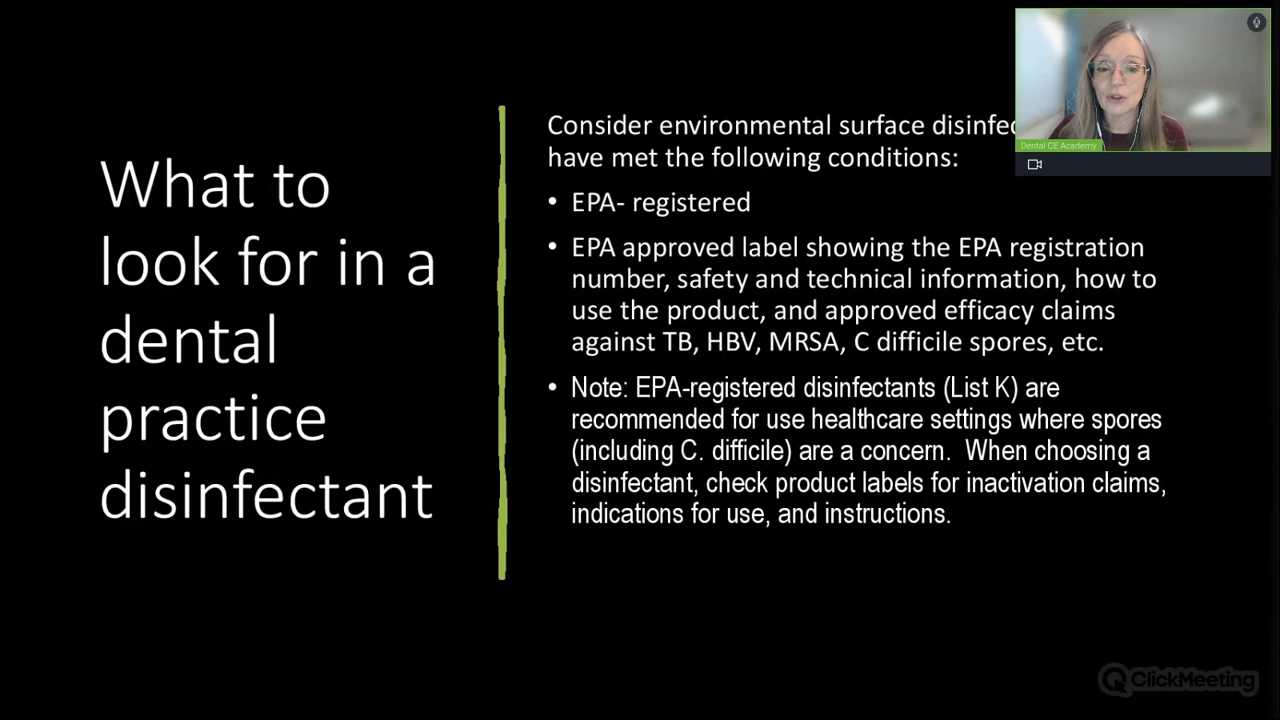 What to
look for in a
dental
practice
disinfectant
Consider environmental surface
have met the following conditions:
• EPA- registered
• EPA approved label showing the EPA registration
number, safety and technical information, how to
use the product, and approved efficacy claims
against TB, HBV, MRSA, C difficile spores, etc.
• Note: EPA-registered disinfectants (List K) are
recommended for use healthcare settings where spores
(including C. difficile) are a concern.  When choosing a
disinfectant, check product labels for inactivation claims,
indications for use, and instructions.
Dental CE Academy
ClickMeeting